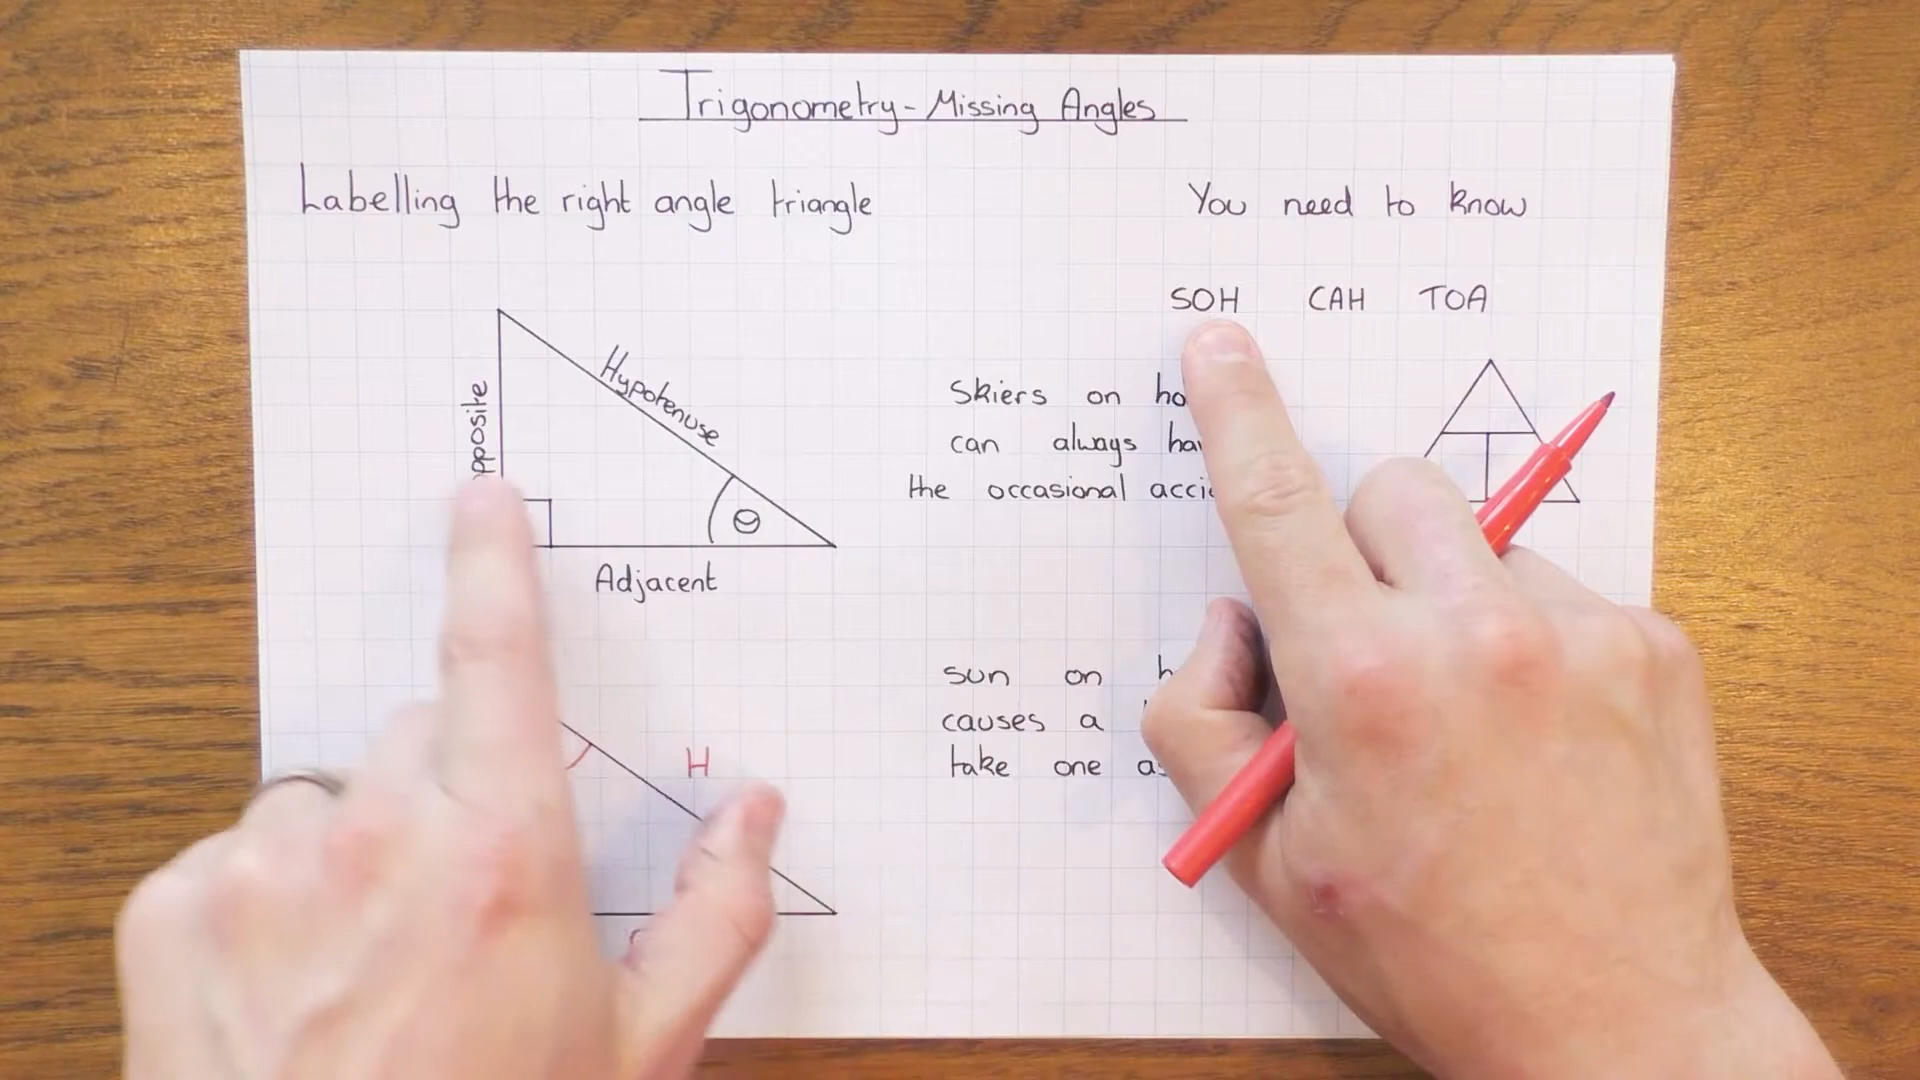 Trigonometry - Missing Angles
Labelling the right angle triangle
You need to know
SOH CAH TOA
Hypotenuse
Θ
Adjacent
Skiers on
can always
the occasional
H
sun on
causes a
take one